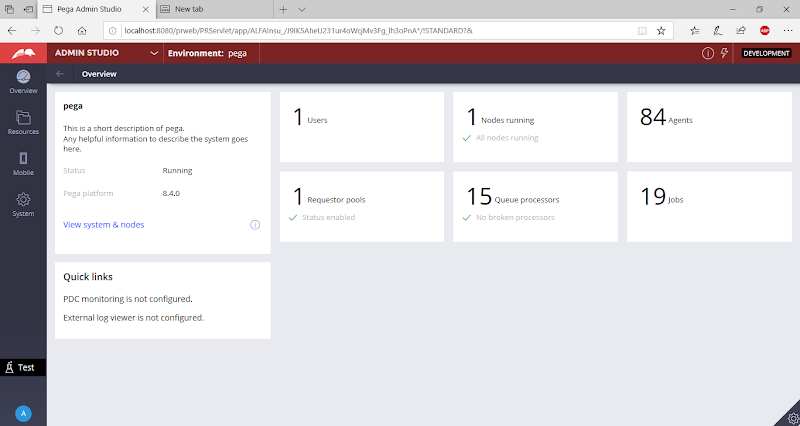 Pega Admin Studio
New tab
localhost:8080/prweb/PRServlet/app/ALFAInsu_/J9IK5AheU231ur4oWcjMv3Fg_lh3oPnA*/!STANDARD?&
ADMIN STUDIO
Environment: pega
DEVELOPMENT
Overview
Overview
Resources
Mobile
System
Test
A
pega
This is a short description of pega.
Any helpful information to describe the system goes
here.
Status Running
Pega platform 8.4.0
View system & nodes
Quick links
PDC monitoring is not configured.
External log viewer is not configured.
1 Users
1 Nodes running
All nodes running
84 Agents
1 Requestor pools
Status enabled
15 Queue processors
No broken processors
19 Jobs